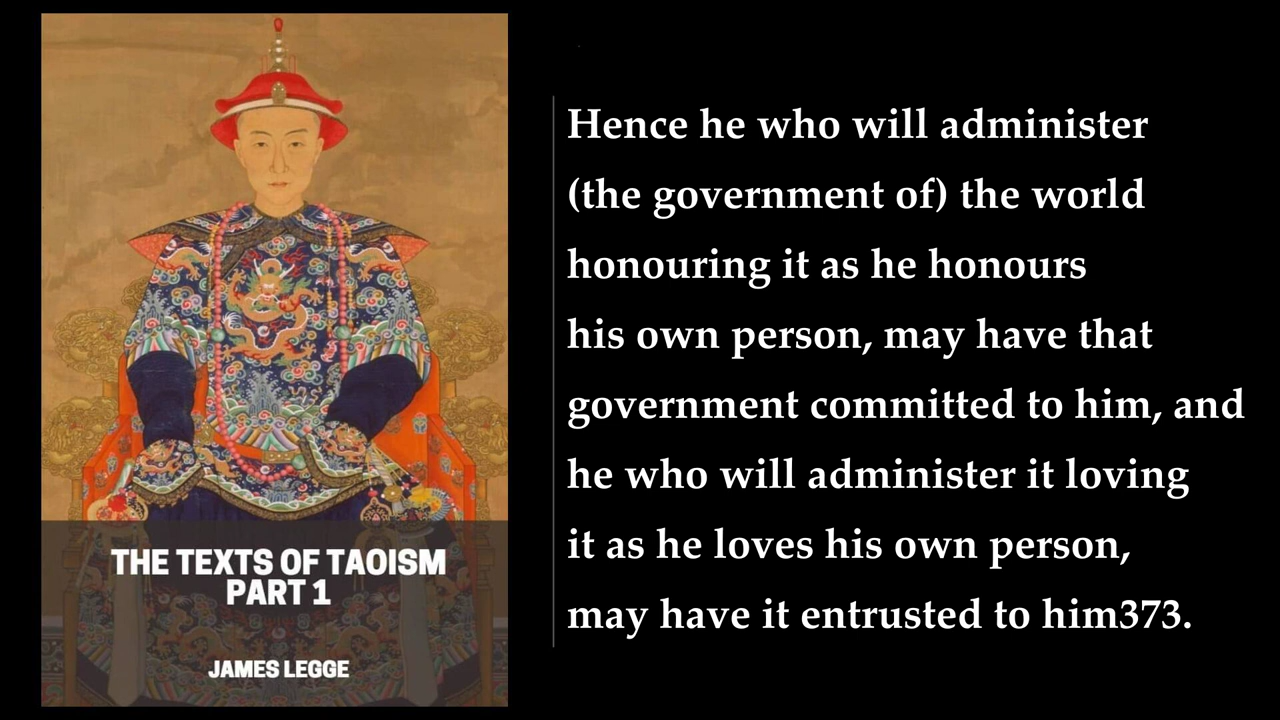 THE TEXTS OF TAOISM
PART 1
JAMES LEGGE
Hence he who will administer
(the government of) the world
honouring it as he honours
his own person, may have that
government committed to him, and
he who will administer it loving
it as he loves his own person,
may have it entrusted to him373.